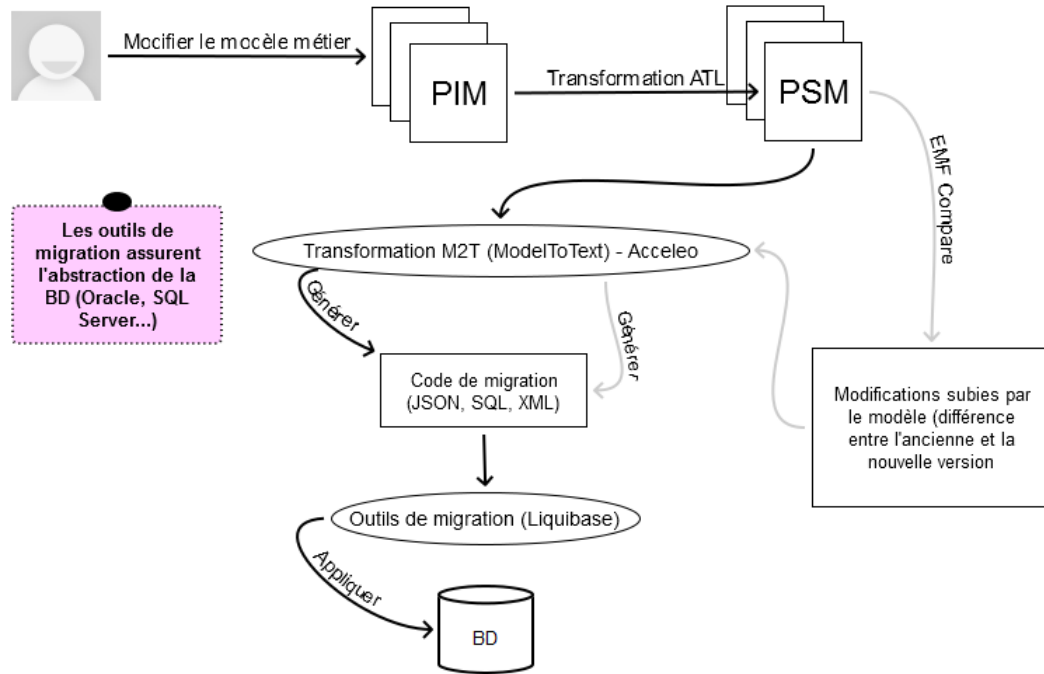 Mocifier le mocèle métier
PIM
Transformation ATL
PSM
EMF Compare
Les outils de
migration assurent
l'abstraction de la
BD (Oracle, SQL
Server...)
Transformation M2T (ModelToText) - Acceleo
Générer
Générer
Code de migration
(JSON, SQL, XML)
Modifications subies par
le modèle (différence
entre l'ancienne et la
nouvelle version
Outils de migration (Liquibase)
Appliquer
BD